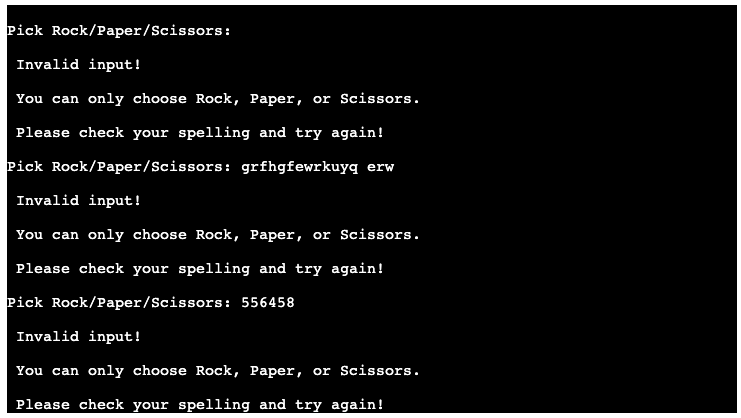 Pick Rock/Paper/Scissors:
Invalid input!
You can only choose Rock, Paper, or Scissors.
Please check your spelling and try again!
Pick Rock/Paper/Scissors: grfhgfewrkuyq erw
Invalid input!
You can only choose Rock, Paper, or Scissors.
Please check your spelling and try again!
Pick Rock/Paper/Scissors: 556458
Invalid input!
You can only choose Rock, Paper, or Scissors.
Please check your spelling and try again!